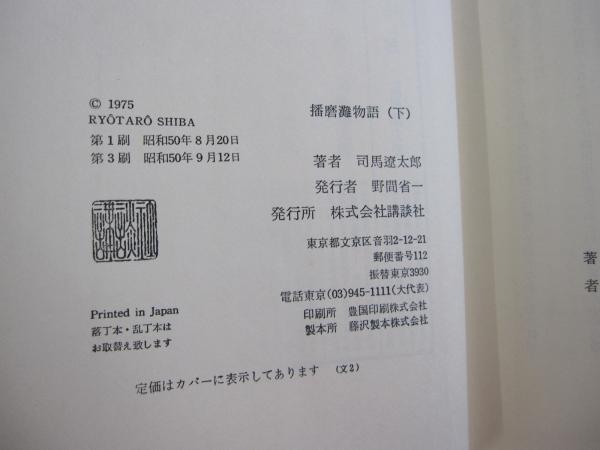 © 1975
RYŌTARŌ SHIBA
第1刷 昭和50年8月20日
第3刷 昭和50年9月12日
播磨灘物語（下）
著者 司馬遼太郎
発行者 野間省一
発行所 株式会社講談社
東京都文京区音羽2-12-21
郵便番号112
振替東京3930
電話東京(03)945-1111(大代表)
印刷所 豊国印刷株式会社
製本所 藤沢製本株式会社
Printed in Japan
落丁本・乱丁本は
お取替え致します
定価はカバーに表示してあります （文2）
著者